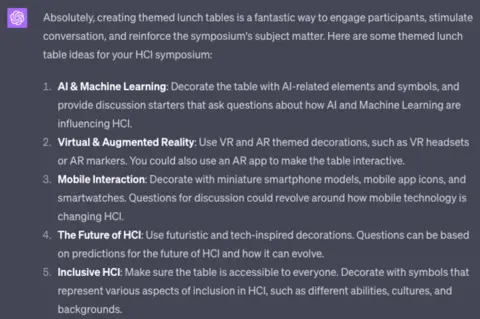 Absolutely, creating themed lunch tables is a fantastic way to engage participants, stimulate
conversation, and reinforce the symposium's subject matter. Here are some themed lunch
table ideas for your HCI symposium:
1. AI & Machine Learning: Decorate the table with AI-related elements and symbols, and
provide discussion starters that ask questions about how AI and Machine Learning are
influencing HCI.
2. Virtual & Augmented Reality: Use VR and AR themed decorations, such as VR headsets
or AR markers. You could also use an AR app to make the table interactive.
3. Mobile Interaction: Decorate with miniature smartphone models, mobile app icons, and
smartwatches. Questions for discussion could revolve around how mobile technology is
changing HCI.
4. The Future of HCI: Use futuristic and tech-inspired decorations. Questions can be based
on predictions for the future of HCI and how it can evolve.
5. Inclusive HCI: Make sure the table is accessible to everyone. Decorate with symbols that
represent various aspects of inclusion in HCI, such as different abilities, cultures, and
backgrounds.